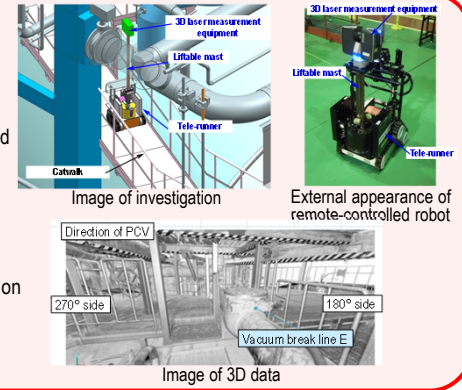 3D laser measurement
equipment
Liftable mast
Tele-runner
Catwalk
Image of investigation
3D laser measurement equipment
Liftable mast
Tele-runner
External appearance of
remote-controlled robot
d
on
Direction of PCV
270° side
180° side
Vacuum break line E
Image of 3D data